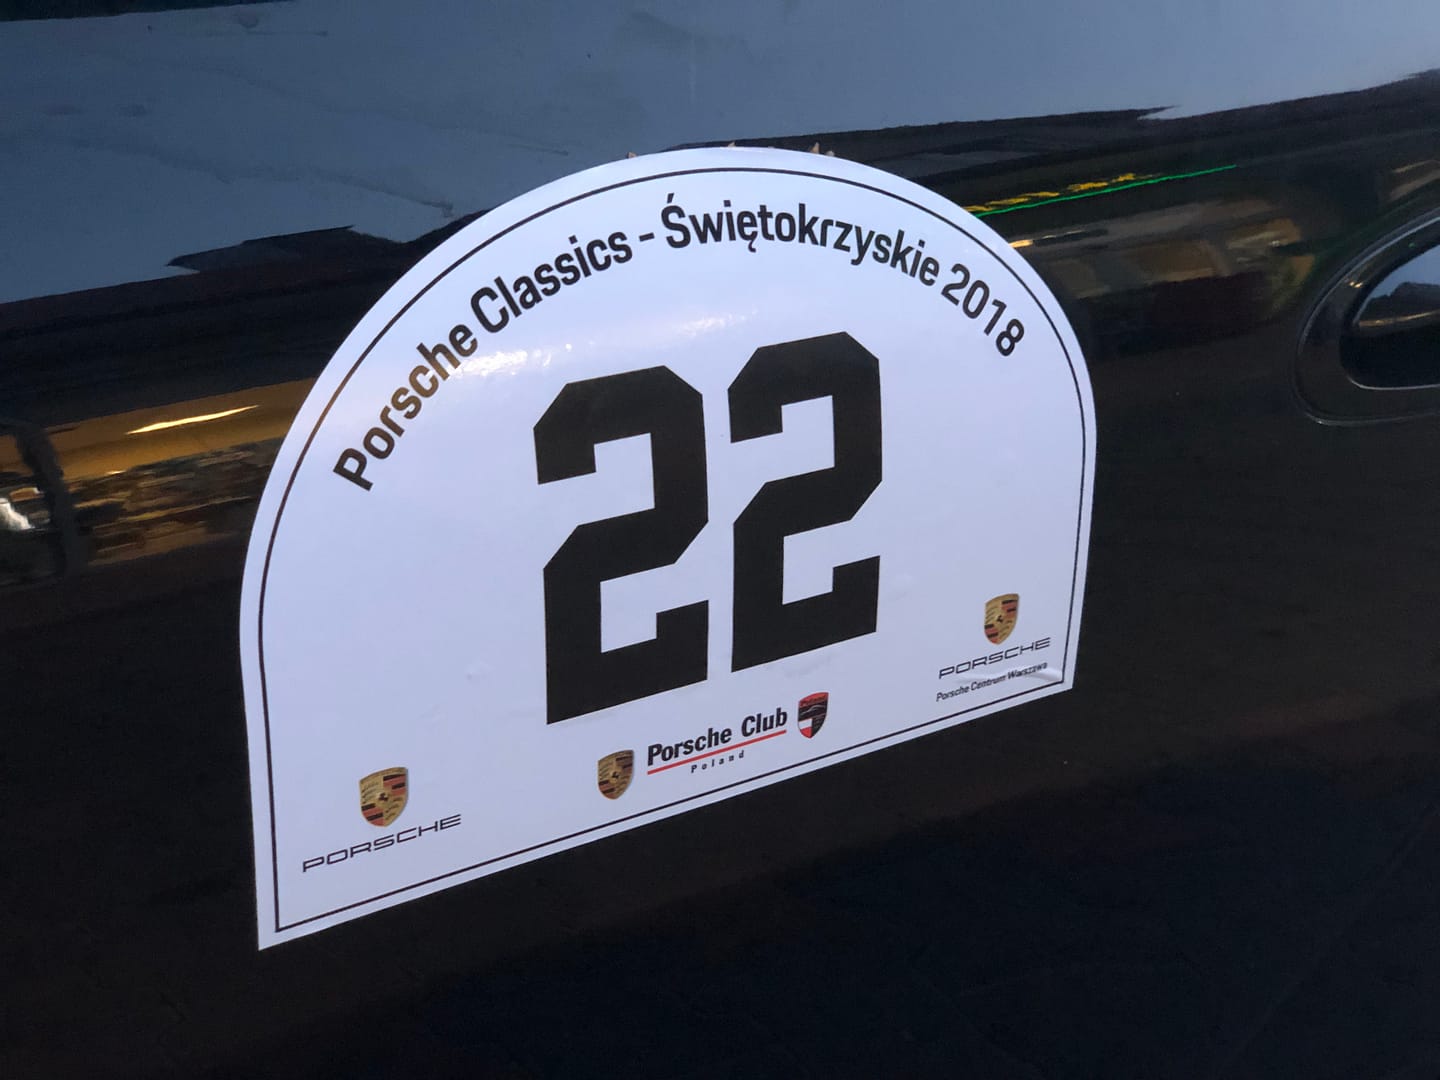 Porsche Classics - Świętokrzyskie 2018
22
PORSCHE
Porsche Club
Poland
PORSCHE
Porsche Centrum Warszawa